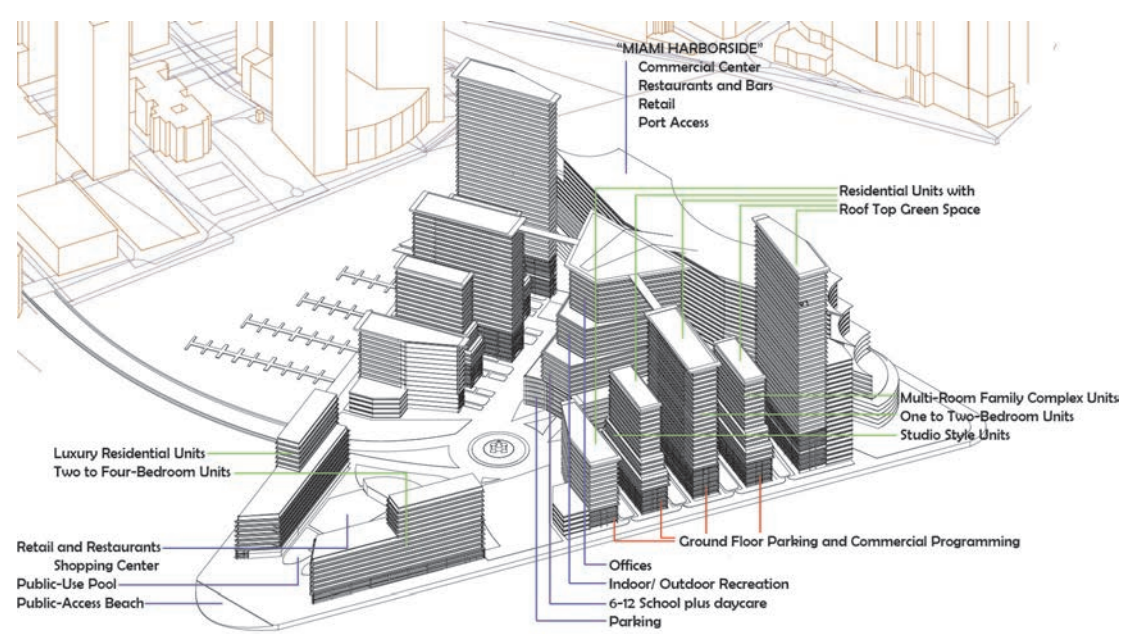 “MIAMI HARBORSIDE”
Commercial Center
Restaurants and Bars
Retail
Port Access
Residential Units with
Roof Top Green Space
Multi-Room Family Complex Units
One to Two-Bedroom Units
Studio Style Units
Luxury Residential Units
Two to Four-Bedroom Units
Retail and Restaurants
Shopping Center
Public-Use Pool
Public-Access Beach
Ground Floor Parking and Commercial Programming
Offices
Indoor/ Outdoor Recreation
6-12 School plus daycare
Parking